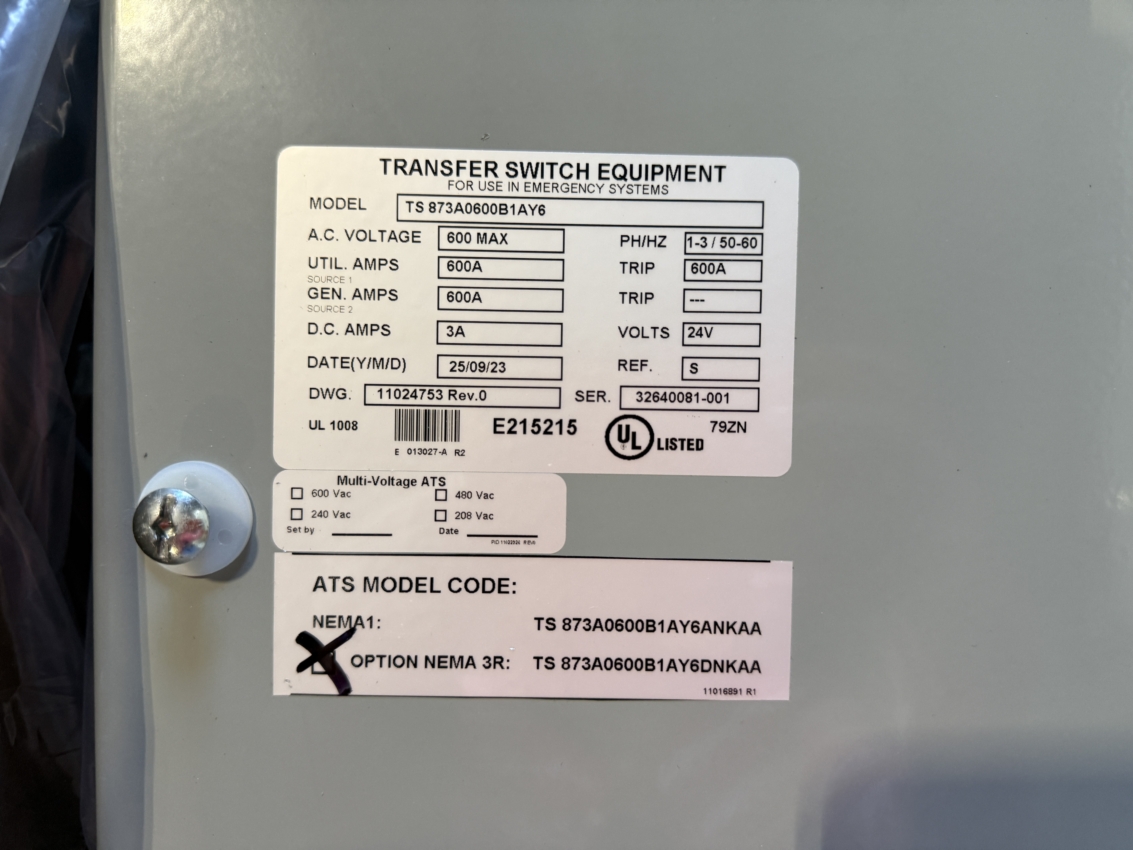 TRANSFER SWITCH EQUIPMENT
FOR USE IN EMERGENCY SYSTEMS
MODEL TS 873A0600B1AY6
A.C. VOLTAGE 600 MAX PH/HZ 1-3 / 50-60
UTIL. AMPS 600A TRIP 600A
SOURCE 1
GEN. AMPS 600A TRIP ---
SOURCE 2
D.C. AMPS 3A VOLTS 24V
DATE(Y/M/D) 25/09/23 REF. S
DWG. 11024753 Rev.0 SER. 32640081-001
UL 1008 E215215 UL LISTED 79ZN
E 013027-A R2
Multi-Voltage ATS
600 Vac 480 Vac
240 Vac 208 Vac
Set by Date
ATS MODEL CODE:
NEMA1: TS 873A0600B1AY6ANKAA
OPTION NEMA 3R: TS 873A0600B1AY6DNKAA
11016891 R1